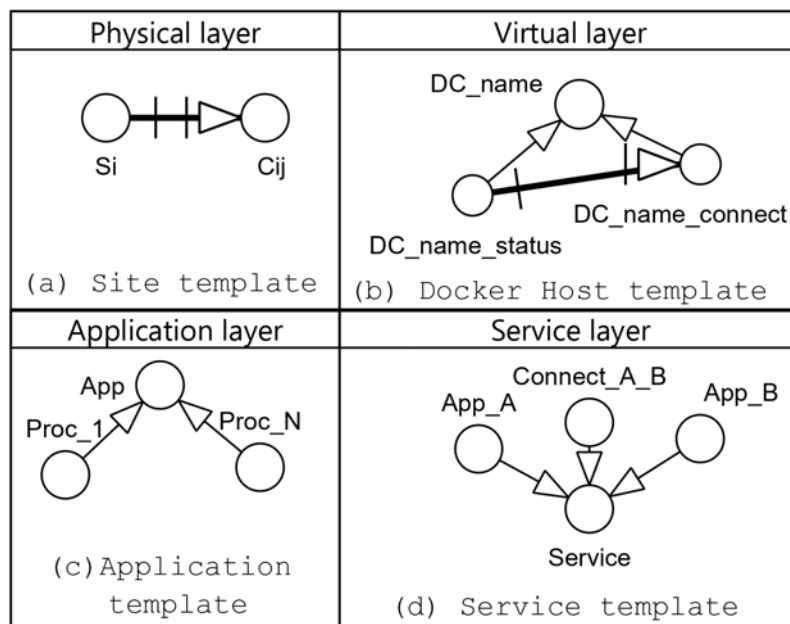 Physical layer
Virtual layer
Si
Cij
(a) Site template
DC_name
DC_name_status
DC_name_connect
(b) Docker Host template
Application layer
Service layer
App
Proc_1
Proc_N
(c)Application
template
App_A
Connect_A_B
App_B
Service
(d) Service template